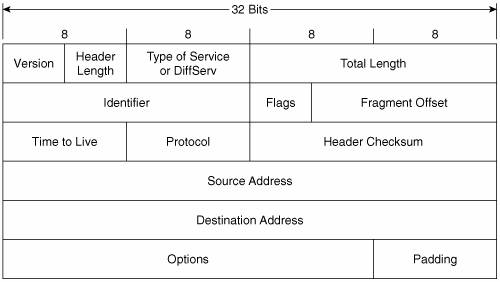 32 Bits
8 8 8 8
Version Header Length Type of Service or DiffServ Total Length
Identifier Flags Fragment Offset
Time to Live Protocol Header Checksum
Source Address
Destination Address
Options Padding